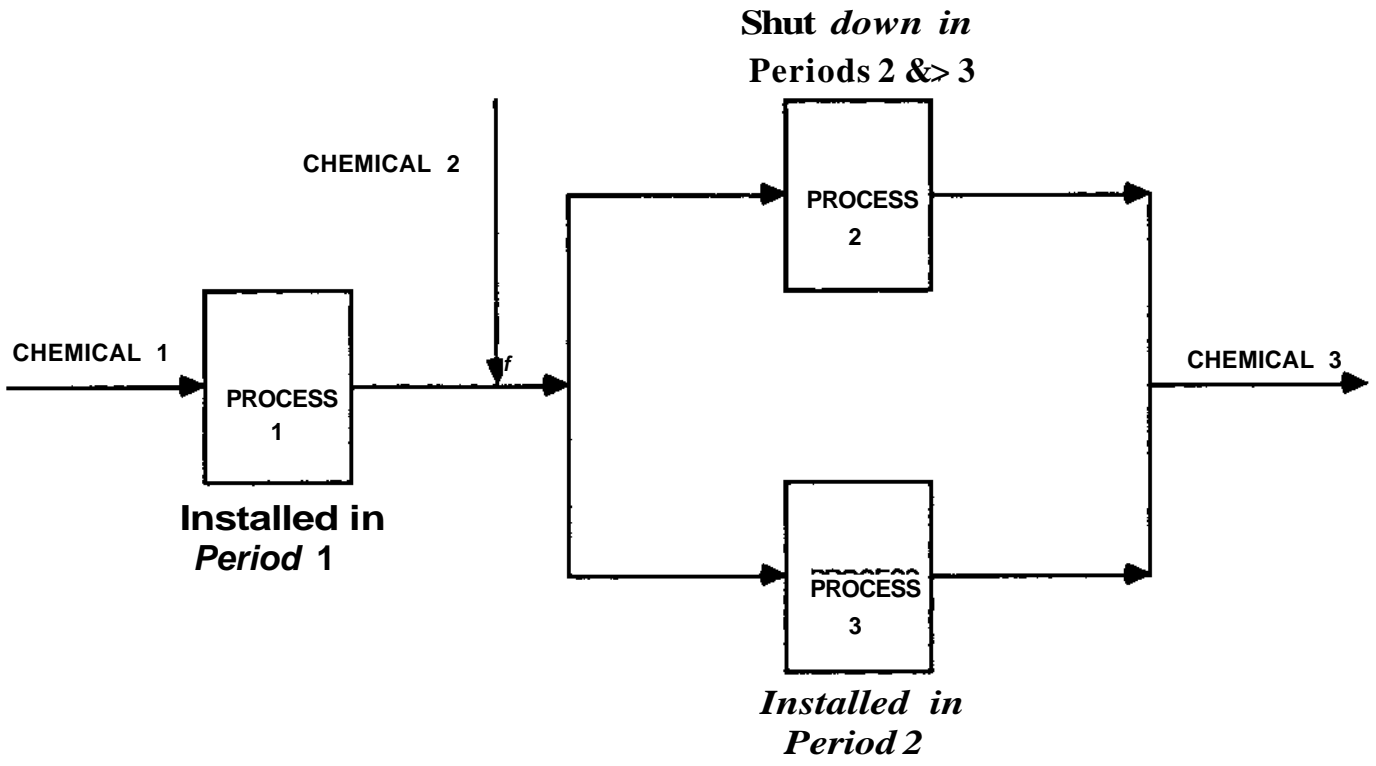 Shut down in
Periods 2 &> 3
CHEMICAL 2
PROCESS
2
CHEMICAL 1
f
CHEMICAL 3
PROCESS
1
Installed in
Period 1
PROCESS
3
Installed in
Period 2